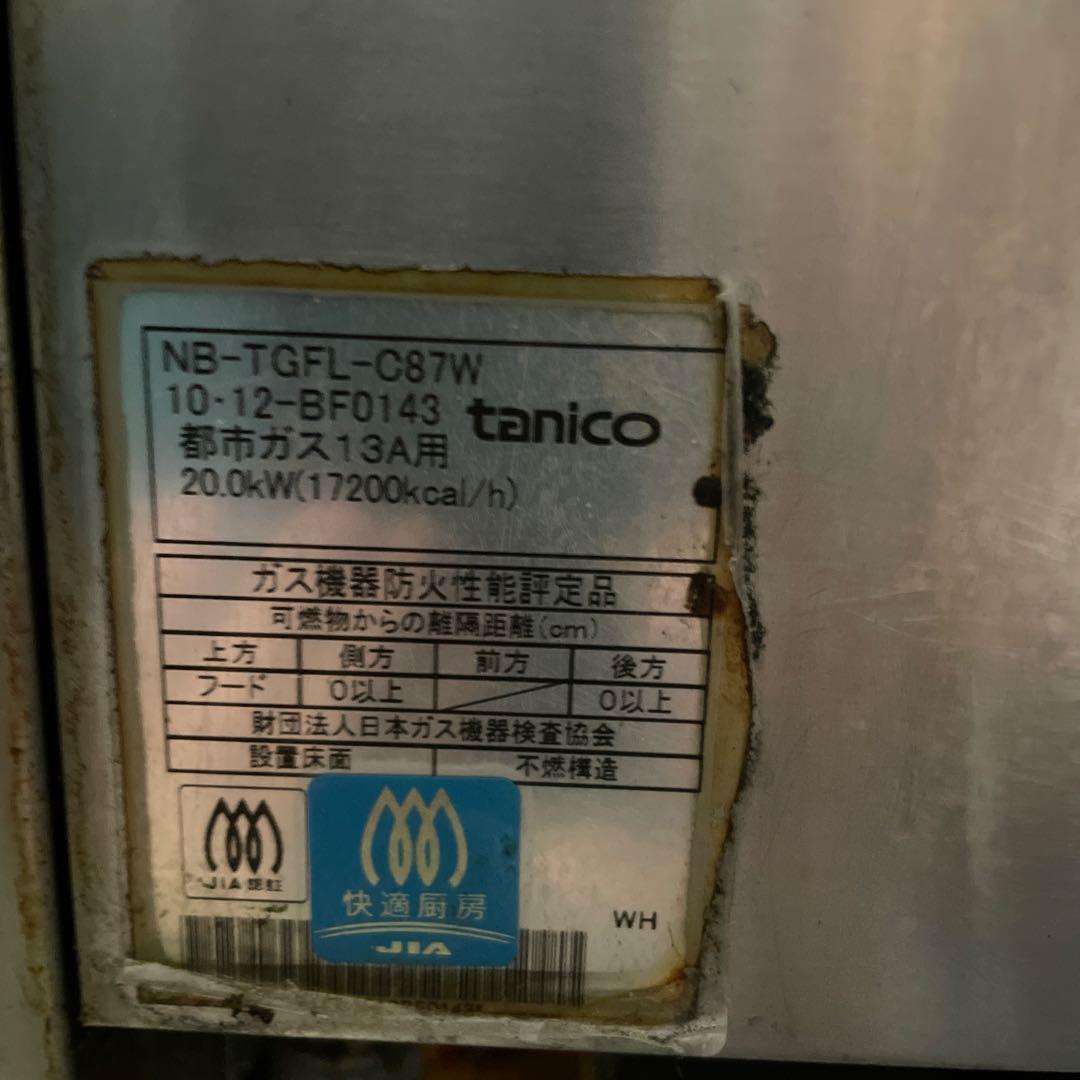 NB-TGFL-C87W
10・12-BF0143
tanico
都市ガス13A用
20.0kW(17200kcal/h)
ガス機器防火性能評定品
可燃物からの離隔距離(cm)
上方 側方 前方 後方
フード 0以上 0以上
財団法人日本ガス機器検査協会
設置床面 不燃構造
JIA 認証
快適厨房
JIA
WH